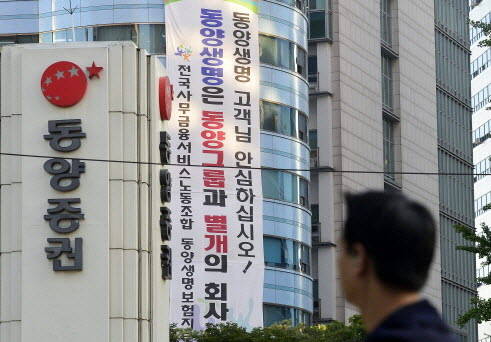 동양증권
동양생명 고객님 안심하십시오!
동양생명은 동양그룹과 별개의 회사
전국사무금융서비스노동조합 동양생명보험지